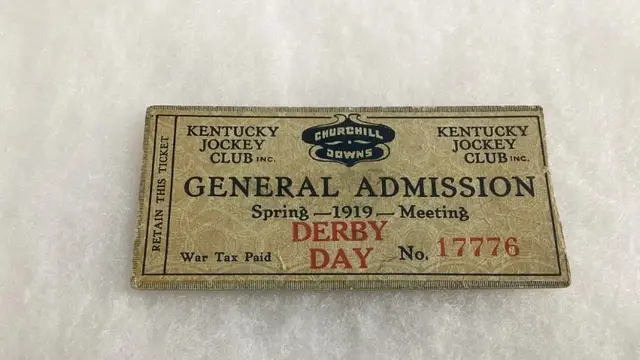 RETAIN THIS TICKET
KENTUCKY
JOCKEY
CLUB INC.
CHURCHILL
DOWNS
KENTUCKY
JOCKEY
CLUB INC.
GENERAL ADMISSION
Spring—1919—Meeting
DERBY
DAY
War Tax Paid
No. 17776